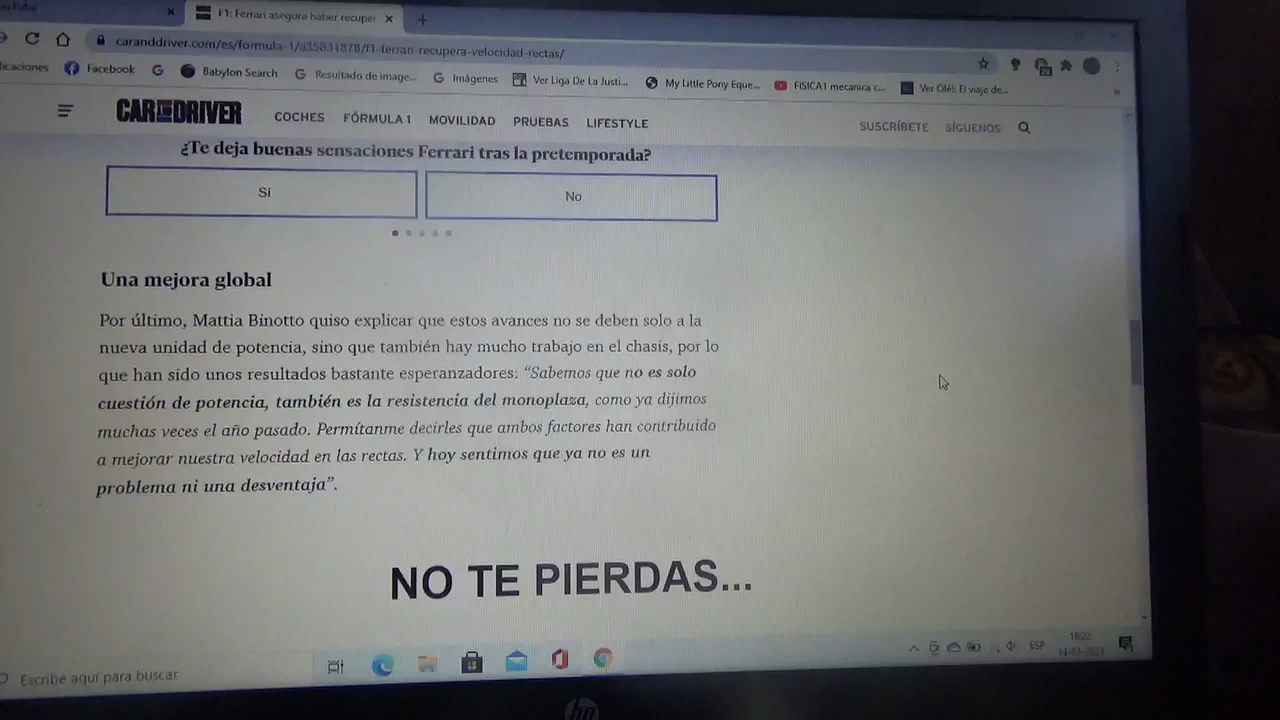 F1: Ferrari asegura haber recuper
caranddriver.com/es/formula-1/a35831878/f1-ferrari-recupera-velocidad-rectas/
Facebook
Babylon Search
Resultado de image...
Imágenes
Ver Liga De La Justi...
My Little Pony Eque...
FISICA1 mecanica c...
Ver Olé!: El viaje de...
CAR AND DRIVER
COCHES FÓRMULA 1 MOVILIDAD PRUEBAS LIFESTYLE
SUSCRÍBETE SÍGUENOS
¿Te deja buenas sensaciones Ferrari tras la pretemporada?
Sí
No
Una mejora global
Por último, Mattia Binotto quiso explicar que estos avances no se deben solo a la
nueva unidad de potencia, sino que también hay mucho trabajo en el chasis, por lo
que han sido unos resultados bastante esperanzadores. “Sabemos que no es solo
cuestión de potencia, también es la resistencia del monoplaza, como ya dijimos
muchas veces el año pasado. Permítanme decirles que ambos factores han contribuido
a mejorar nuestra velocidad en las rectas. Y hoy sentimos que ya no es un
problema ni una desventaja”.
NO TE PIERDAS...
Escribe aquí para buscar
ESP
18:22
14-03-2021
hp